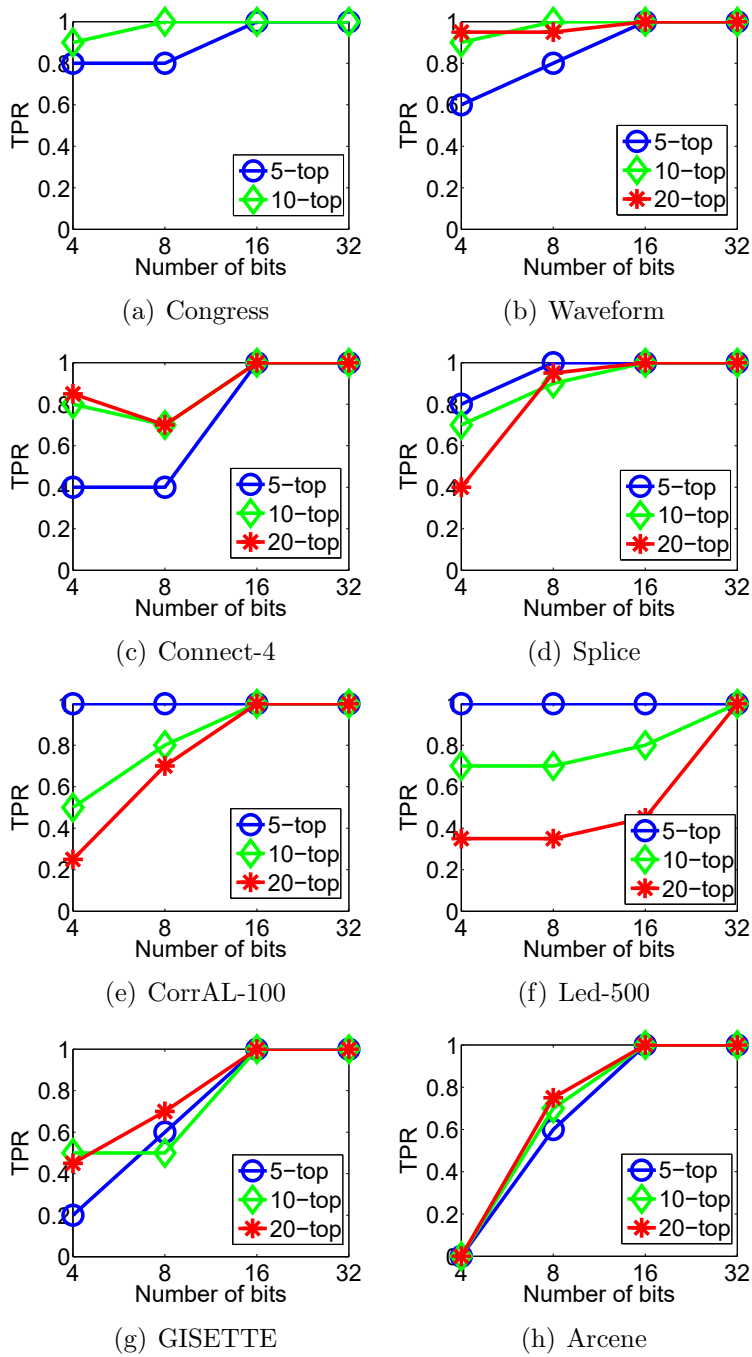 1
0.8
0.6
0.4
0.2
0
TPR
4 8 16 32
Number of bits
5-top
10-top
(a) Congress
1
0.8
0.6
0.4
0.2
0
TPR
4 8 16 32
Number of bits
5-top
10-top
20-top
(b) Waveform
1
0.8
0.6
0.4
0.2
0
TPR
4 8 16 32
Number of bits
5-top
10-top
20-top
(c) Connect-4
1
0.8
0.6
0.4
0.2
0
TPR
4 8 16 32
Number of bits
5-top
10-top
20-top
(d) Splice
1
0.8
0.6
0.4
0.2
0
TPR
4 8 16 32
Number of bits
5-top
10-top
20-top
(e) CorrAL-100
1
0.8
0.6
0.4
0.2
0
TPR
4 8 16 32
Number of bits
5-top
10-top
20-top
(f) Led-500
1
0.8
0.6
0.4
0.2
0
TPR
4 8 16 32
Number of bits
5-top
10-top
20-top
(g) GISETTE
1
0.8
0.6
0.4
0.2
0
TPR
4 8 16 32
Number of bits
5-top
10-top
20-top
(h) Arcene